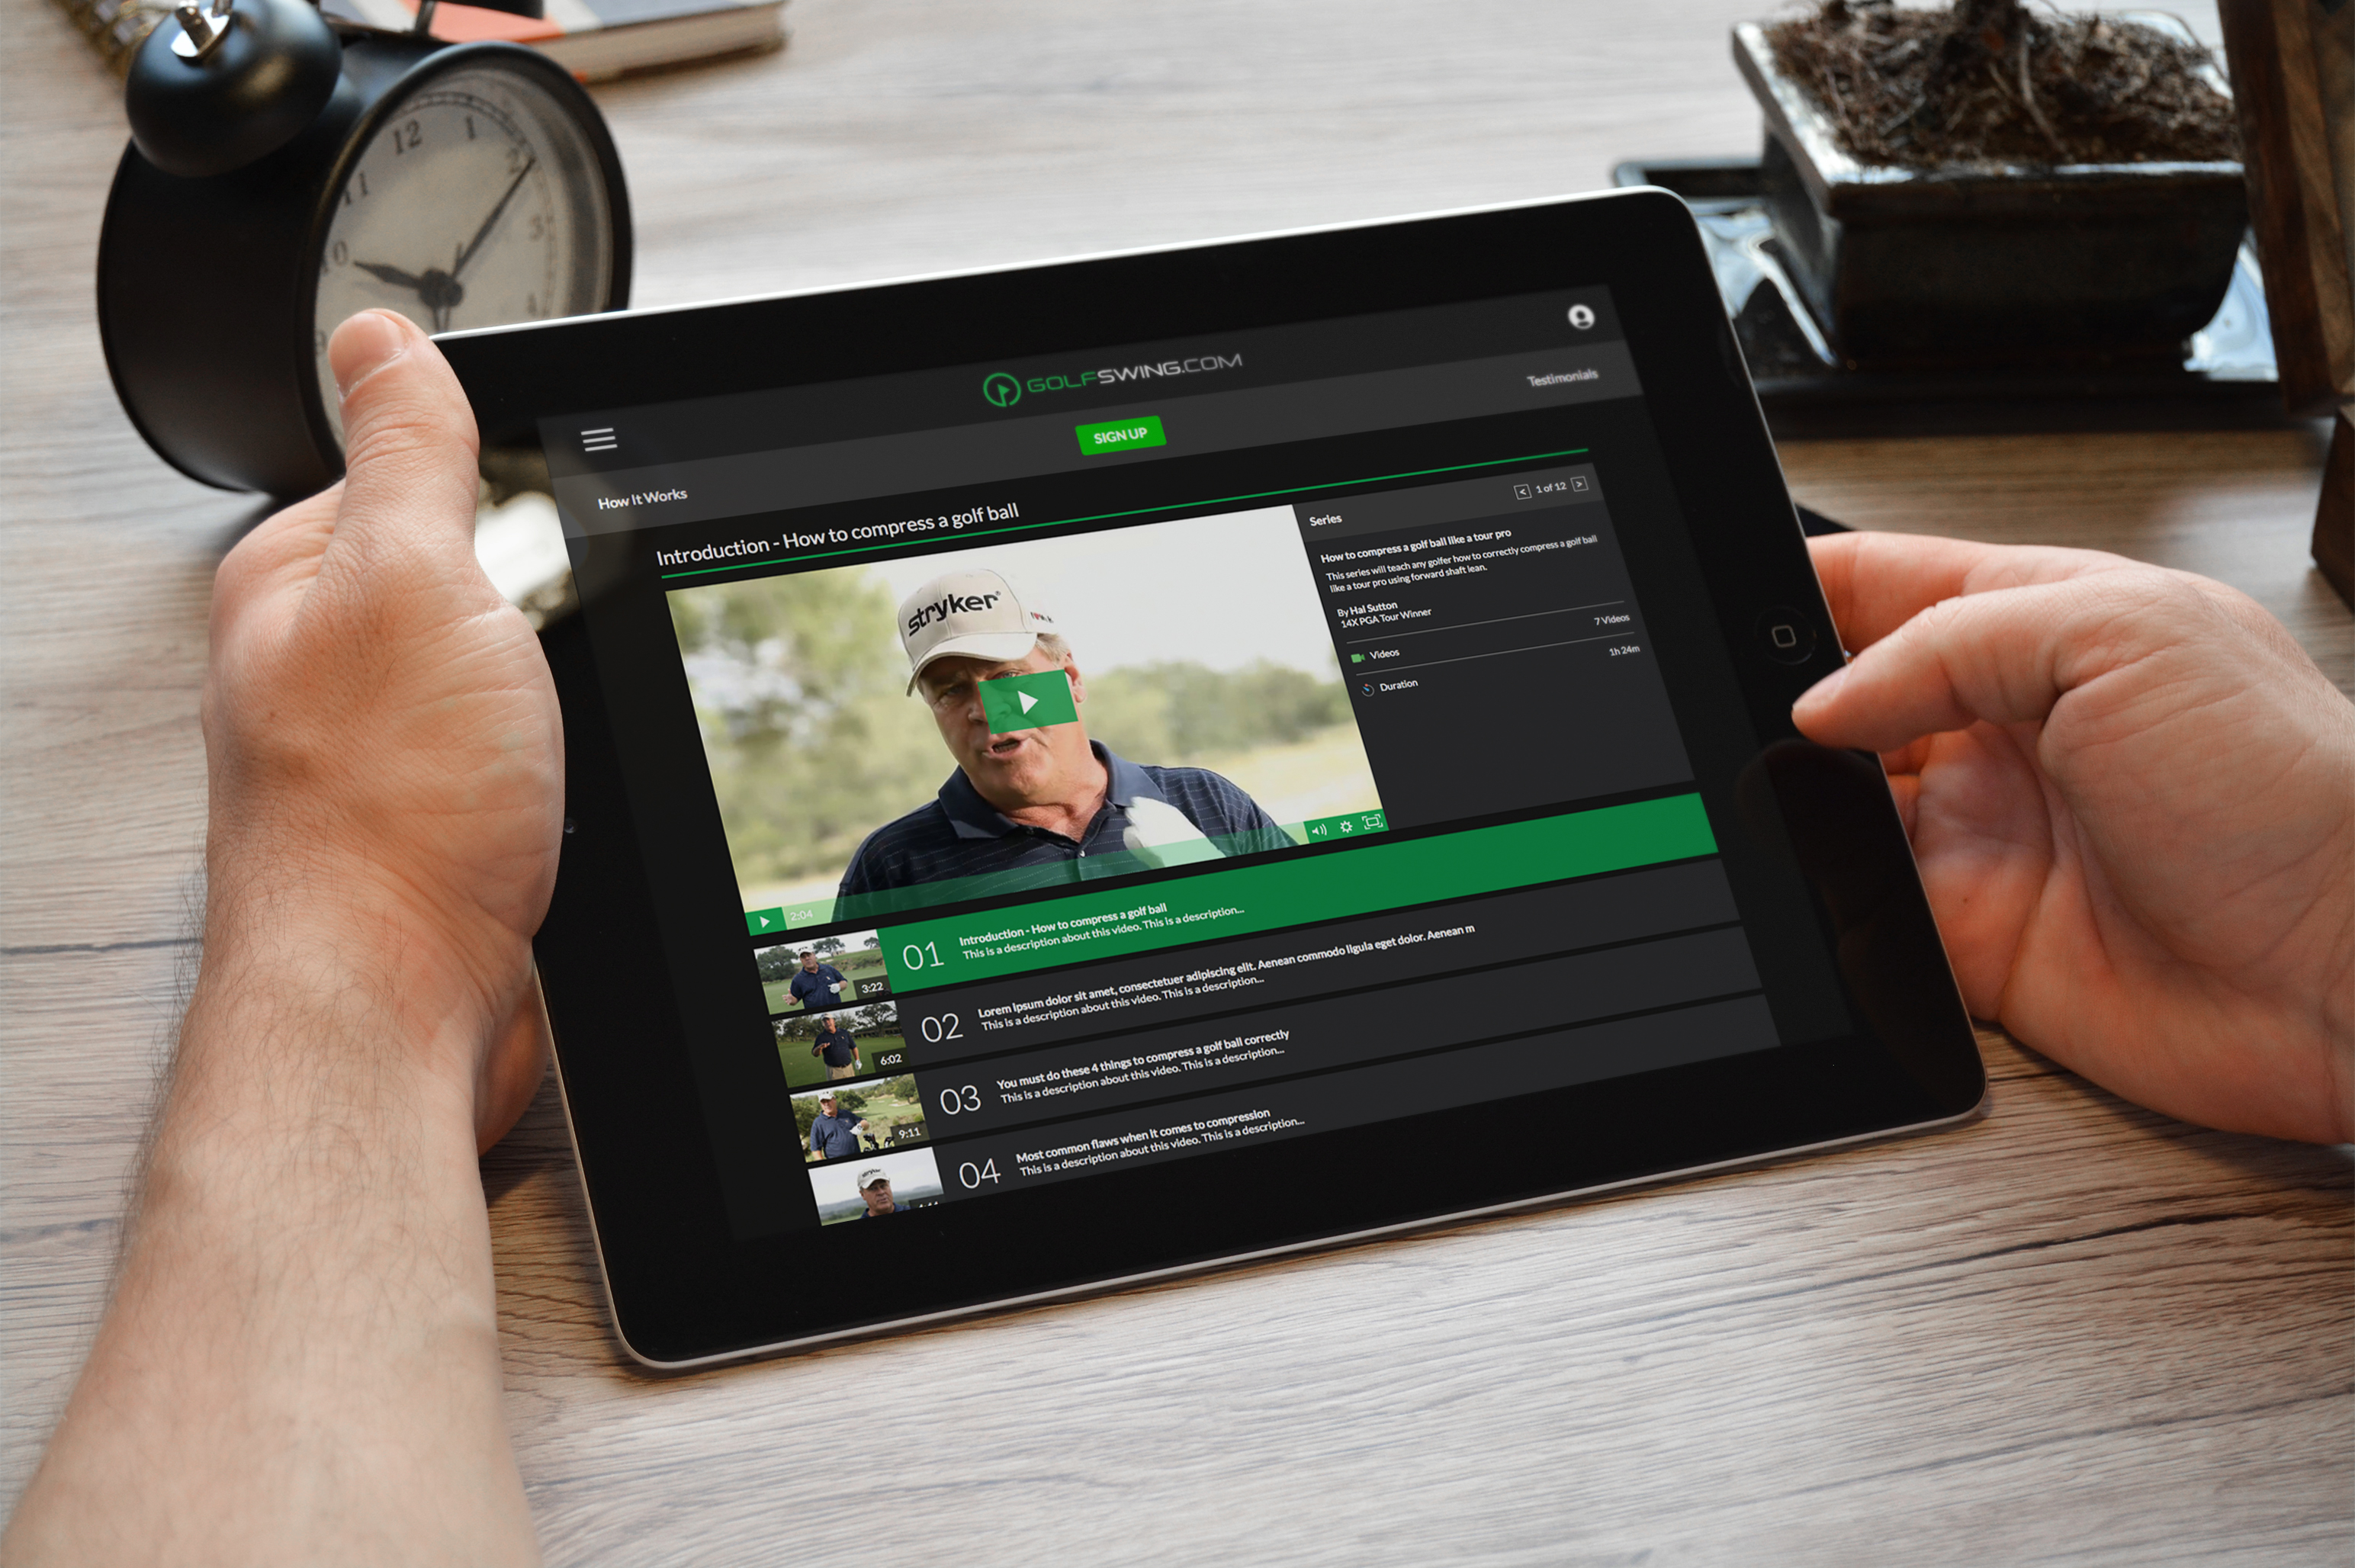 12
1
2
3
4
11
10
9
GOLFSWING.COM
How It Works
SIGN UP
Testimonials
Introduction - How to compress a golf ball
Series
< 1 of 12 >
How to compress a golf ball like a tour pro
This series will teach any golfer how to correctly compress a golf ball
like a tour pro using forward shaft lean.
By Hal Sutton
14X PGA Tour Winner
Videos 7 Videos
Duration 1h 24m
stryker
2:04
3:22
01
Introduction - How to compress a golf ball
This is a description about this video. This is a description...
6:02
02
Lorem ipsum dolor sit amet, consectetuer adipiscing elit. Aenean commodo ligula eget dolor. Aenean m
This is a description about this video. This is a description...
9:11
03
You must do these 4 things to compress a golf ball correctly
This is a description about this video. This is a description...
stryker
04
Most common flaws when it comes to compression
This is a description about this video. This is a description...